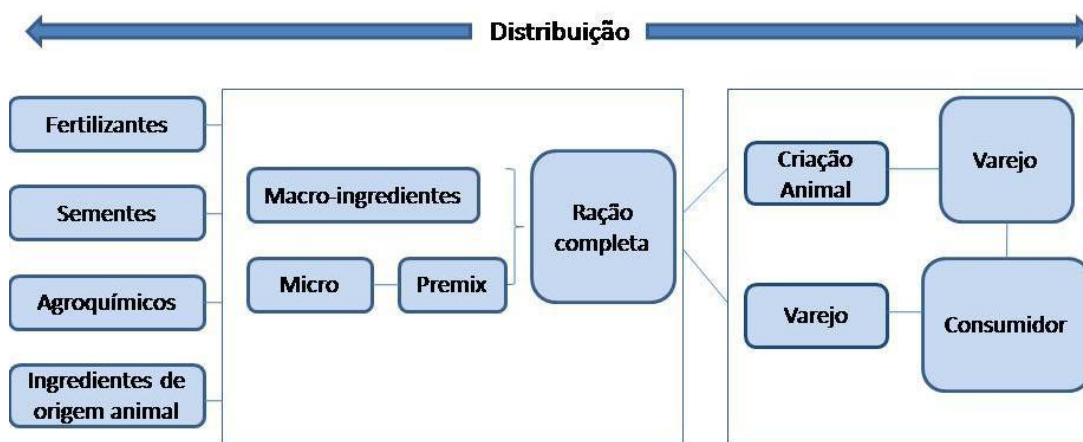 Distribuição
Fertilizantes
Sementes
Agroquímicos
Ingredientes de
origem animal
Macro-ingredientes
Micro
Premix
Ração
completa
Criação
Animal
Varejo
Varejo
Consumidor